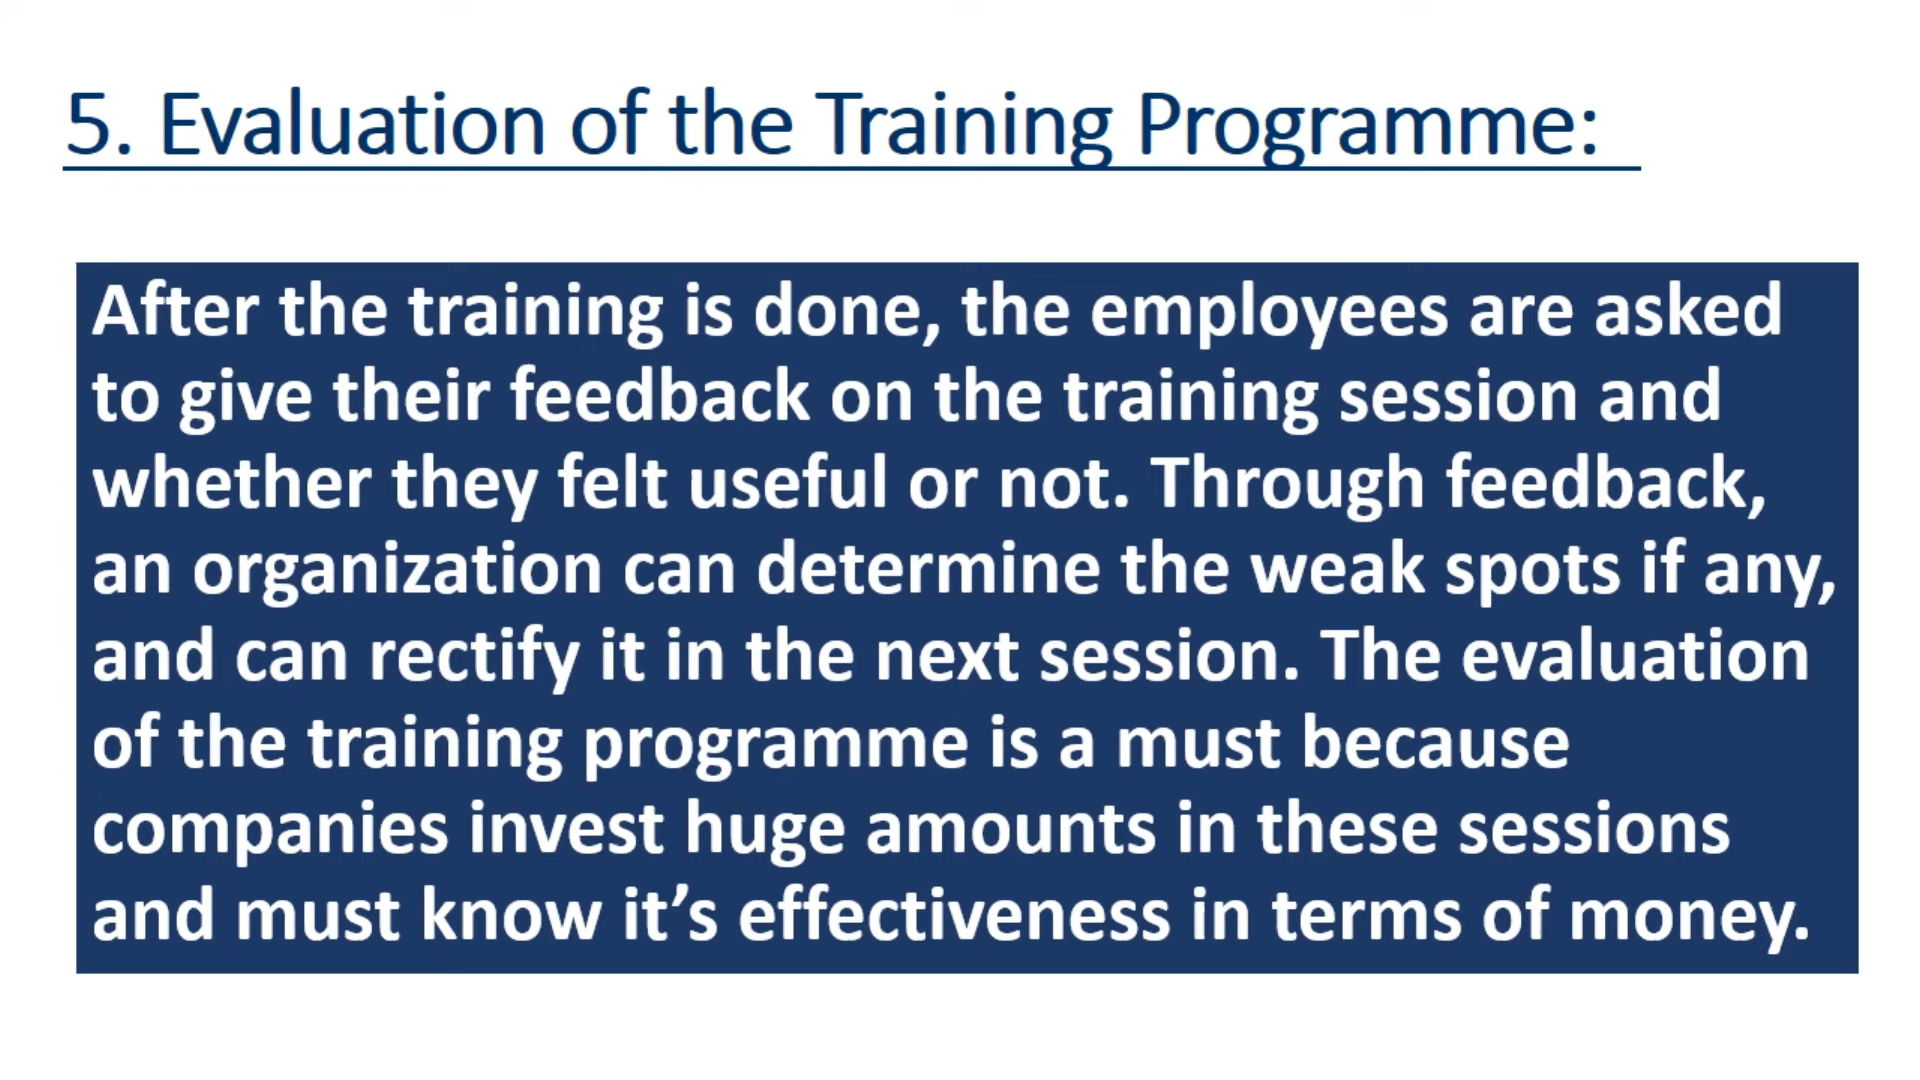 5. Evaluation of the Training Programme:
After the training is done, the employees are asked
to give their feedback on the training session and
whether they felt useful or not. Through feedback,
an organization can determine the weak spots if any,
and can rectify it in the next session. The evaluation
of the training programme is a must because
companies invest huge amounts in these sessions
and must know it’s effectiveness in terms of money.